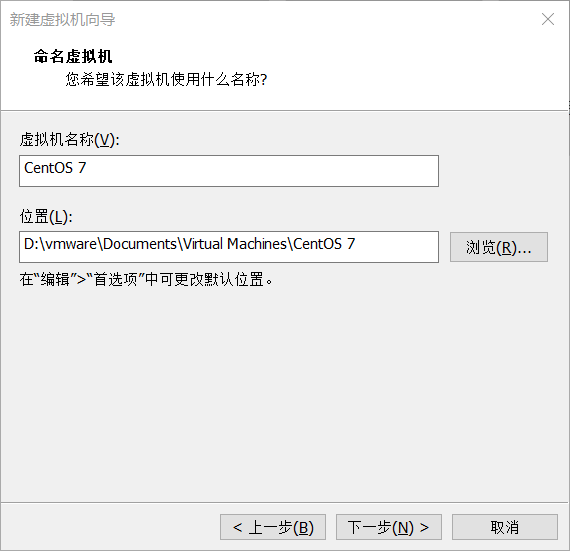 新建虚拟机向导
命名虚拟机
您希望该虚拟机使用什么名称?
虚拟机名称(V):
CentOS 7
位置(L):
D:\vmware\Documents\Virtual Machines\CentOS 7
浏览(R)...
在“编辑”>“首选项”中可更改默认位置。
< 上一步(B)
下一步(N) >
取消